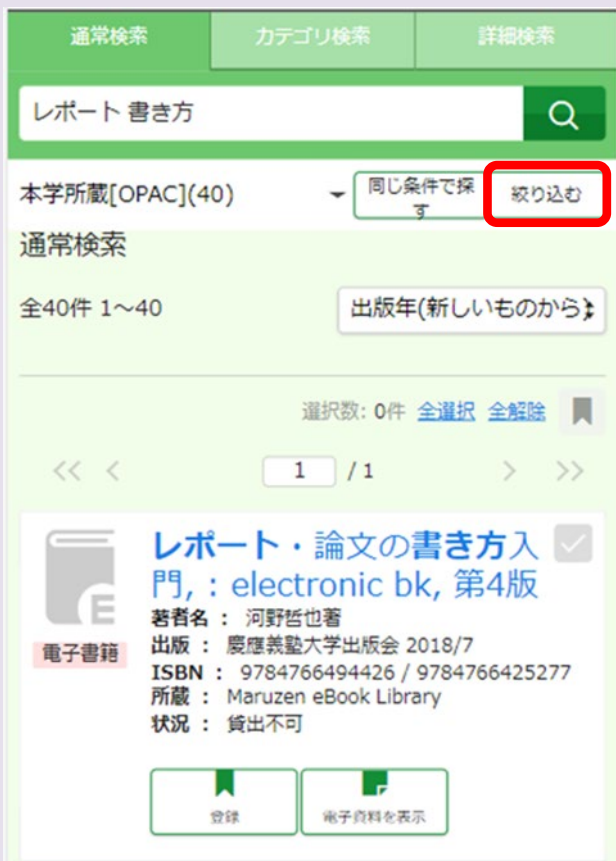 通常検索 カテゴリ検索 詳細検索
レポート 書き方
本学所蔵[OPAC](40) 同じ条件で探す 絞り込む
通常検索
全40件 1～40 出版年(新しいものから)
選択数: 0件 全選択 全解除
<< < 1 / 1 > >>
レポート・論文の書き方入
門, : electronic bk, 第4版
著者名 : 河野哲也著
出版 : 慶應義塾大学出版会 2018/7
ISBN : 9784766494426 / 9784766425277
所蔵 : Maruzen eBook Library
状況 : 貸出不可
E
電子書籍
登録 電子資料を表示